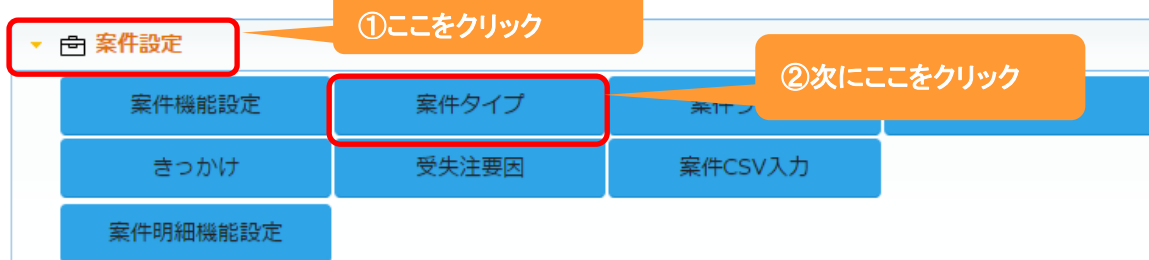 ①ここをクリック
案件設定
②次にここをクリック
案件機能設定
案件タイプ
案件フ
きっかけ
受失注要因
案件CSV入力
案件明細機能設定